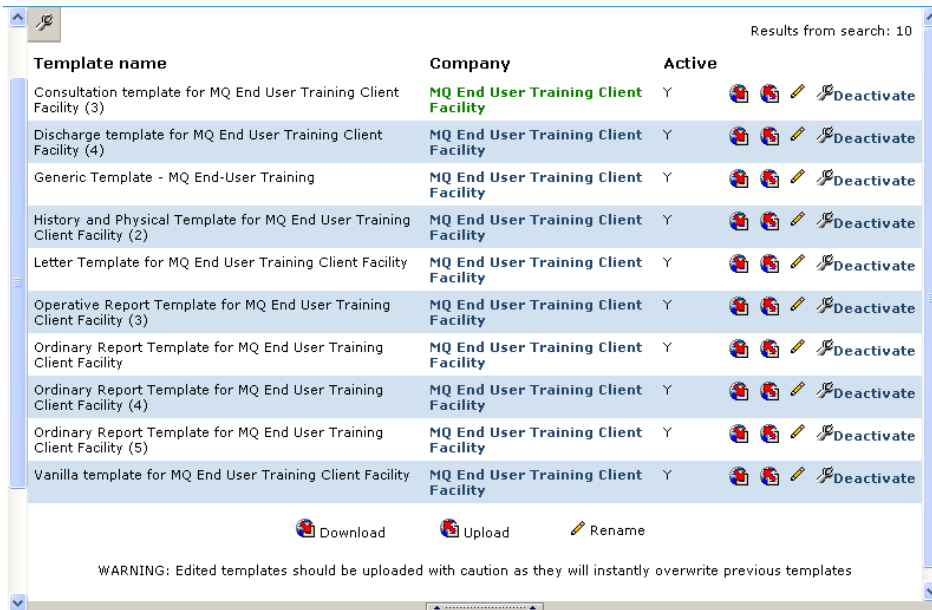 Results from search: 10
Template name Company Active
Consultation template for MQ End User Training Client Facility (3) MQ End User Training Client Facility Y Deactivate
Discharge template for MQ End User Training Client Facility (4) MQ End User Training Client Facility Y Deactivate
Generic Template - MQ End-User Training MQ End User Training Client Facility Y Deactivate
History and Physical Template for MQ End User Training Client Facility (2) MQ End User Training Client Facility Y Deactivate
Letter Template for MQ End User Training Client Facility MQ End User Training Client Facility Y Deactivate
Operative Report Template for MQ End User Training Client Facility (3) MQ End User Training Client Facility Y Deactivate
Ordinary Report Template for MQ End User Training Client Facility MQ End User Training Client Facility Y Deactivate
Ordinary Report Template for MQ End User Training Client Facility (4) MQ End User Training Client Facility Y Deactivate
Ordinary Report Template for MQ End User Training Client Facility (5) MQ End User Training Client Facility Y Deactivate
Vanilla template for MQ End User Training Client Facility MQ End User Training Client Facility Y Deactivate
Download Upload Rename
WARNING: Edited templates should be uploaded with caution as they will instantly overwrite previous templates